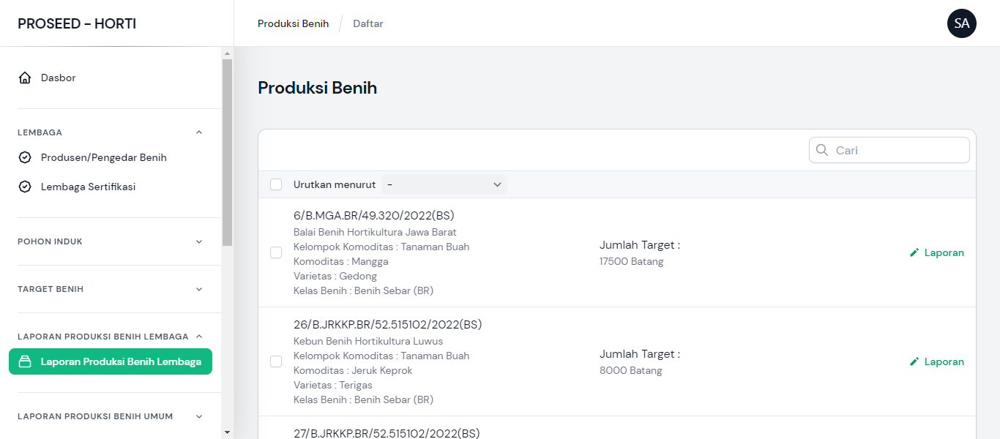 PROSEED - HORTI
Produksi Benih / Daftar
SA
Dasbor
LEMBAGA
Produsen/Pengedar Benih
Lembaga Sertifikasi
POHON INDUK
TARGET BENIH
LAPORAN PRODUKSI BENIH LEMBAGA
Laporan Produksi Benih Lembaga
LAPORAN PRODUKSI BENIH UMUM
Produksi Benih
Cari
Urutkan menurut -
6/B.MGA.BR/49.320/2022(BS)
Balai Benih Hortikultura Jawa Barat
Kelompok Komoditas : Tanaman Buah
Komoditas : Mangga
Varietas : Gedong
Kelas Benih : Benih Sebar (BR)
Jumlah Target :
17500 Batang
Laporan
26/B.JRKKP.BR/52.515102/2022(BS)
Kebun Benih Hortikultura Luwus
Kelompok Komoditas : Tanaman Buah
Komoditas : Jeruk Keprok
Varietas : Terigas
Kelas Benih : Benih Sebar (BR)
Jumlah Target :
8000 Batang
Laporan
27/B.JRKKP.BR/52.515102/2022(BS)